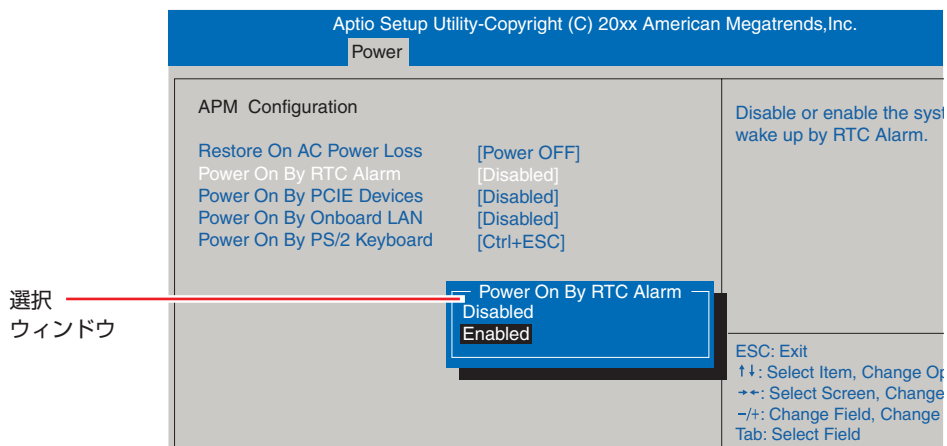 Aptio Setup Utility-Copyright (C) 20xx American Megatrends,Inc.
Power
APM Configuration
Restore On AC Power Loss [Power OFF]
Power On By RTC Alarm [Disabled]
Power On By PCIE Devices [Disabled]
Power On By Onboard LAN [Disabled]
Power On By PS/2 Keyboard [Ctrl+ESC]
Disable or enable the syst
wake up by RTC Alarm.
選択
ウィンドウ
Power On By RTC Alarm
Disabled
Enabled
ESC: Exit
↑↓: Select Item, Change Op
→←: Select Screen, Change
−/+: Change Field, Change
Tab: Select Field